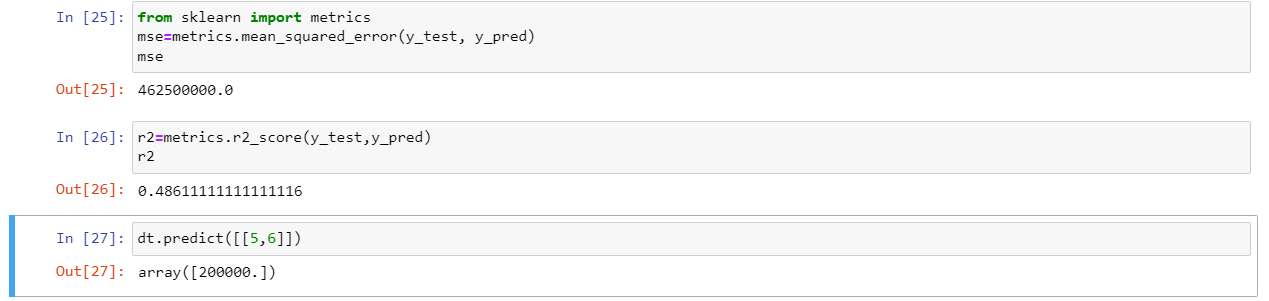 In [25]: from sklearn import metrics
mse=metrics.mean_squared_error(y_test, y_pred)
mse
Out[25]: 462500000.0
In [26]: r2=metrics.r2_score(y_test,y_pred)
r2
Out[26]: 0.48611111111111116
In [27]: dt.predict([[5,6]])
Out[27]: array([200000.])